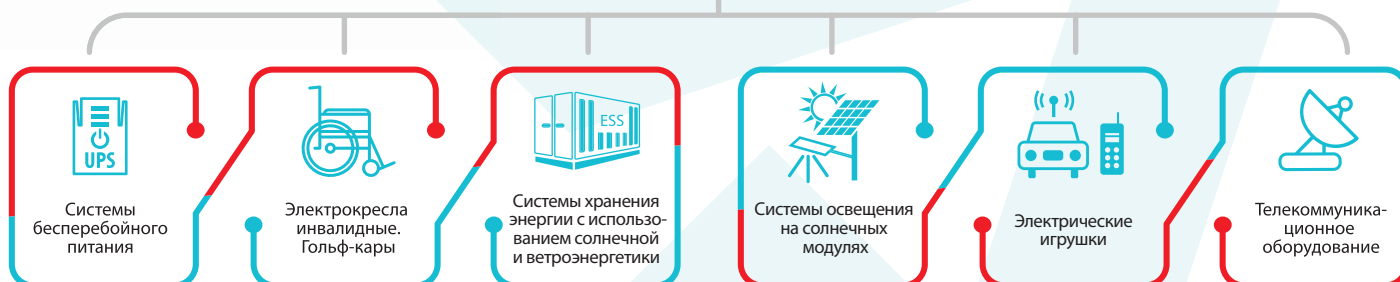 UPS
Системы
бесперебойного
питания
Электрокресла
инвалидные.
Гольф-кары
ESS
Системы хранения
энергии с использо-
ванием солнечной
и ветроэнергетики
Системы освещения
на солнечных
модулях
Электрические
игрушки
Телекоммуника-
ционное
оборудование